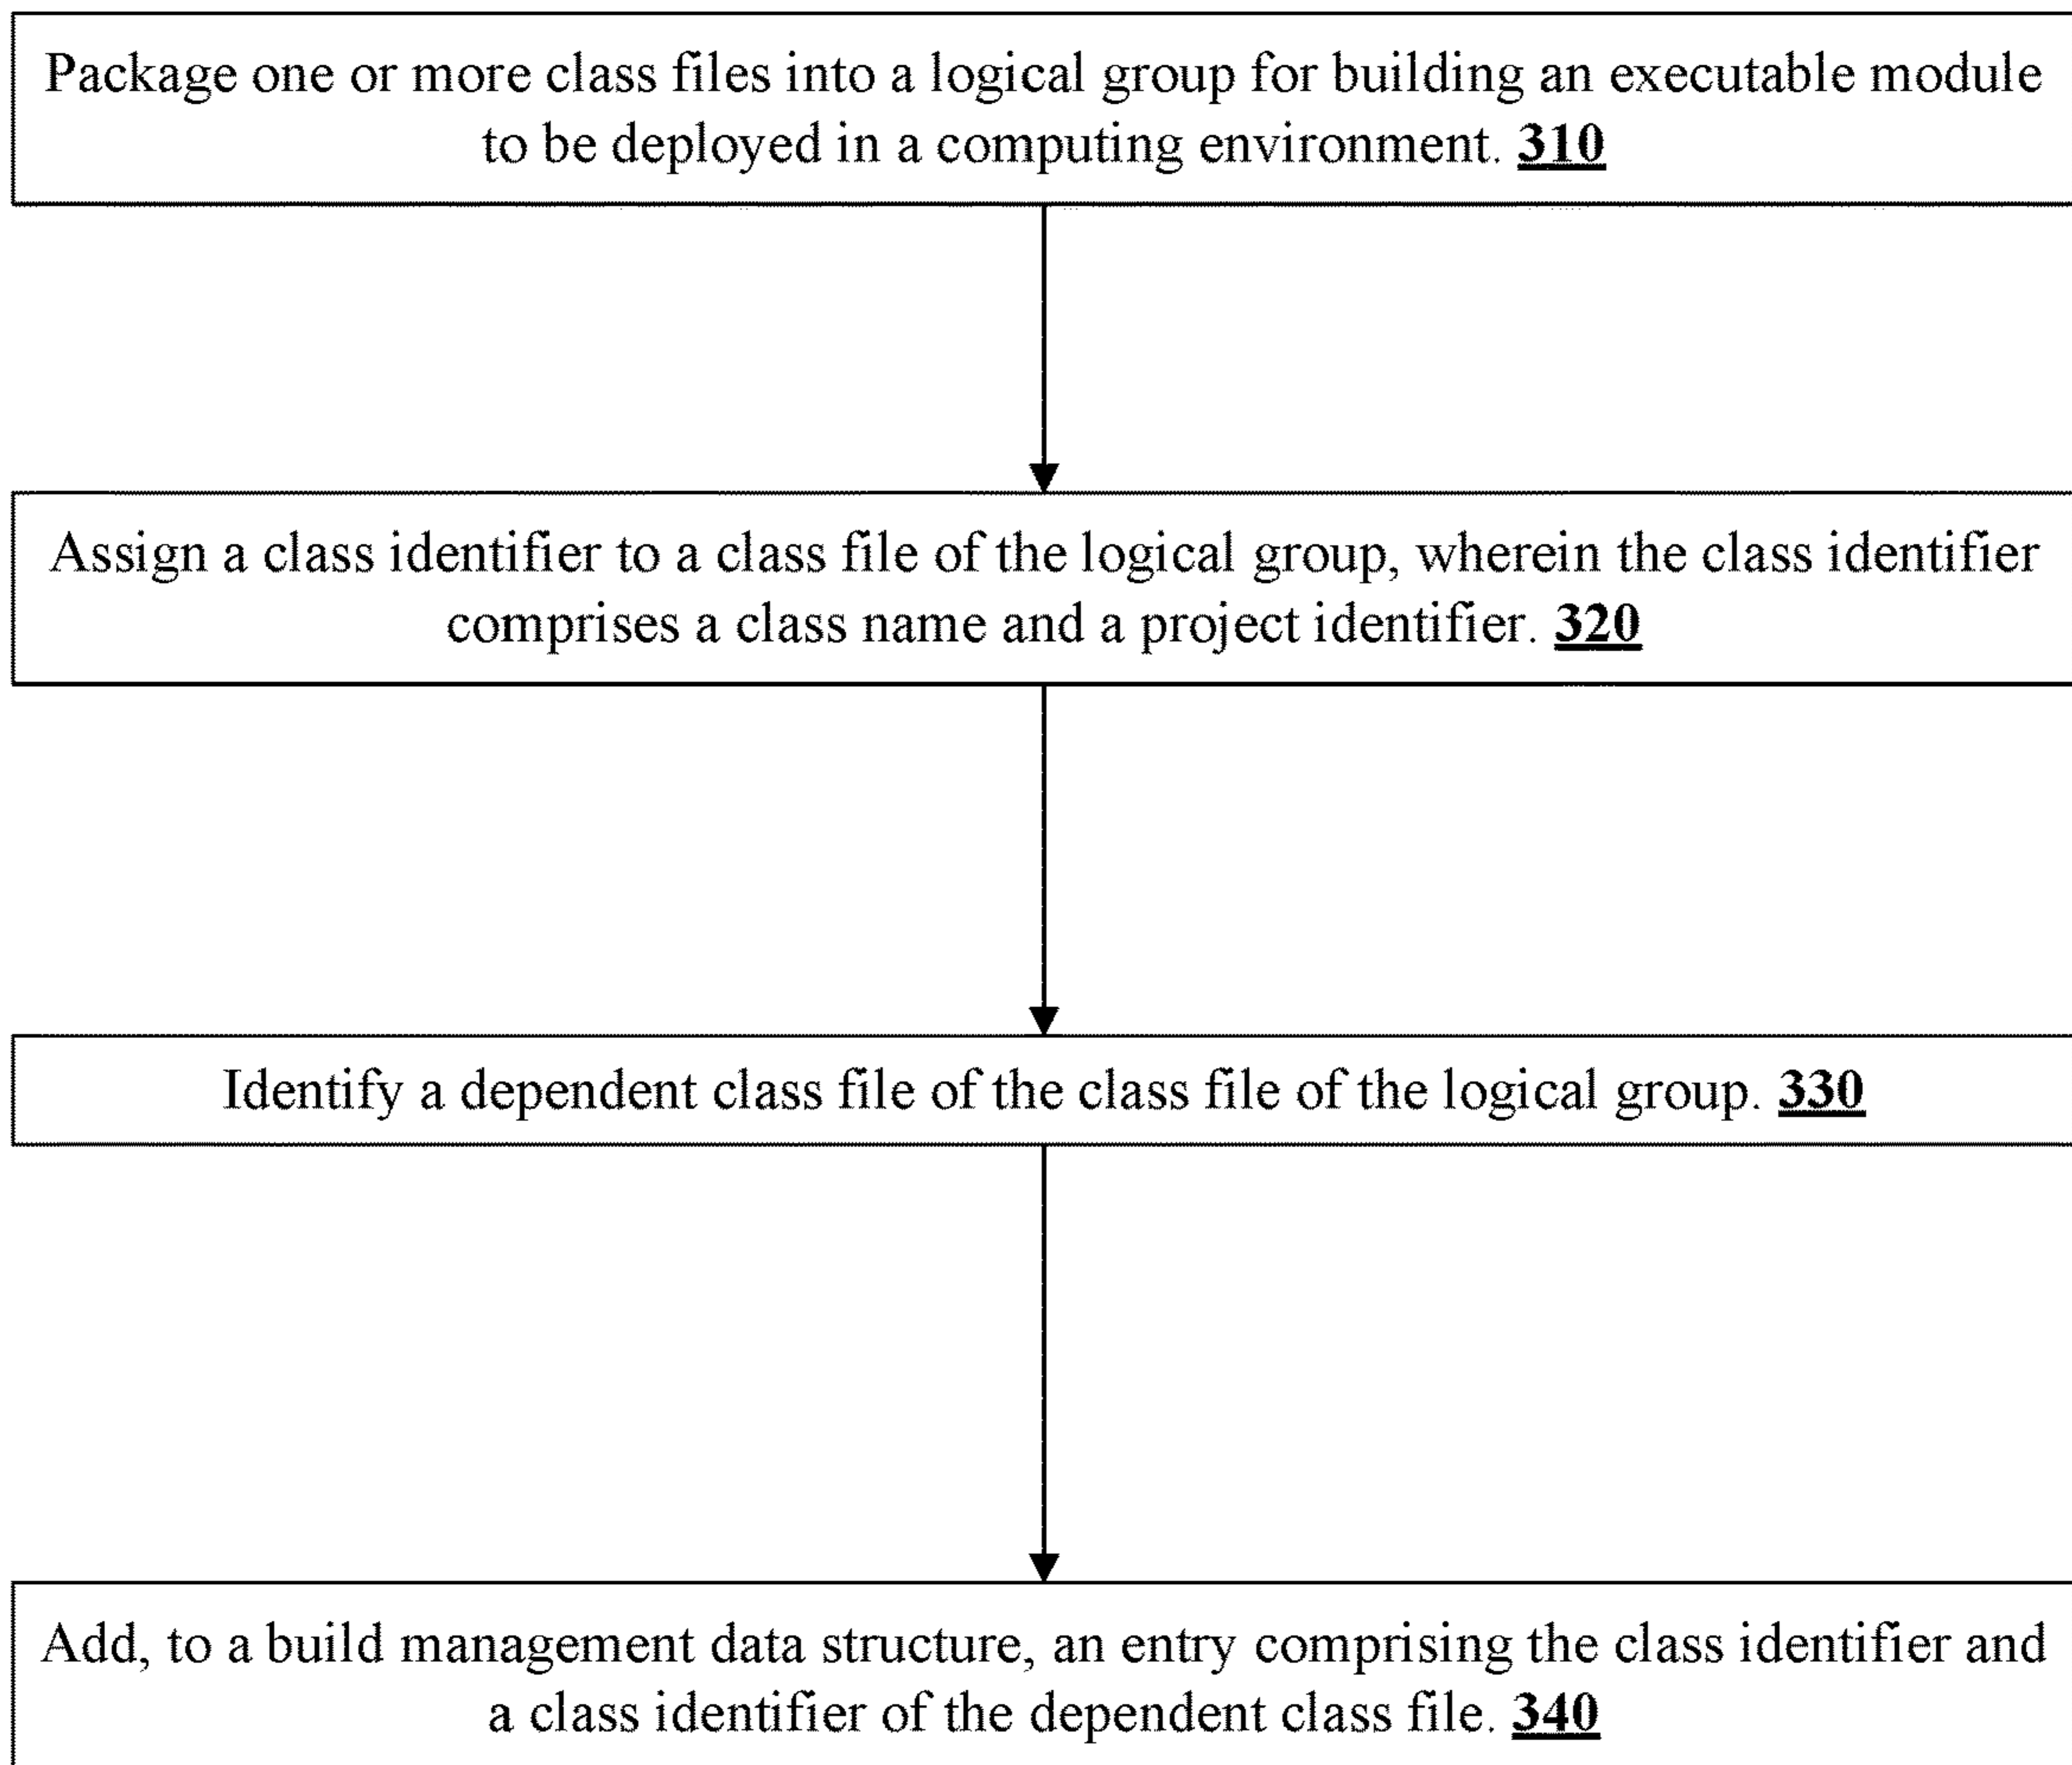 Package one or more class files into a logical group for building an executable module
to be deployed in a computing environment. 310
Assign a class identifier to a class file of the logical group, wherein the class identifier
comprises a class name and a project identifier. 320
Identify a dependent class file of the class file of the logical group. 330
Add, to a build management data structure, an entry comprising the class identifier and
a class identifier of the dependent class file. 340